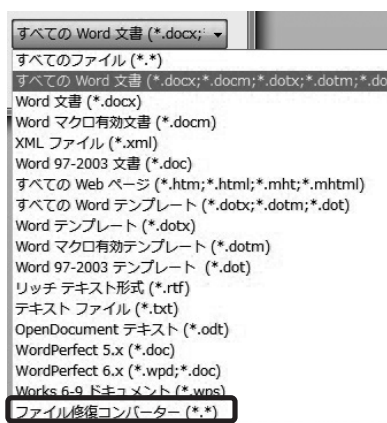 すべての Word 文書 (*.docx;
すべてのファイル (*.*)
すべての Word 文書 (*.docx;*.docm;*.dotx;*.dotm;*.do
Word 文書 (*.docx)
Word マクロ有効文書 (*.docm)
XML ファイル (*.xml)
Word 97-2003 文書 (*.doc)
すべての Web ページ (*.htm;*.html;*.mht;*.mhtml)
すべての Word テンプレート (*.dotx;*.dotm;*.dot)
Word テンプレート (*.dotx)
Word マクロ有効テンプレート (*.dotm)
Word 97-2003 テンプレート (*.dot)
リッチ テキスト形式 (*.rtf)
テキスト ファイル (*.txt)
OpenDocument テキスト (*.odt)
WordPerfect 5.x (*.doc)
WordPerfect 6.x (*.wpd;*.doc)
Works 6-9 ドキュメント (*.wps)
ファイル修復コンバーター (*.*)